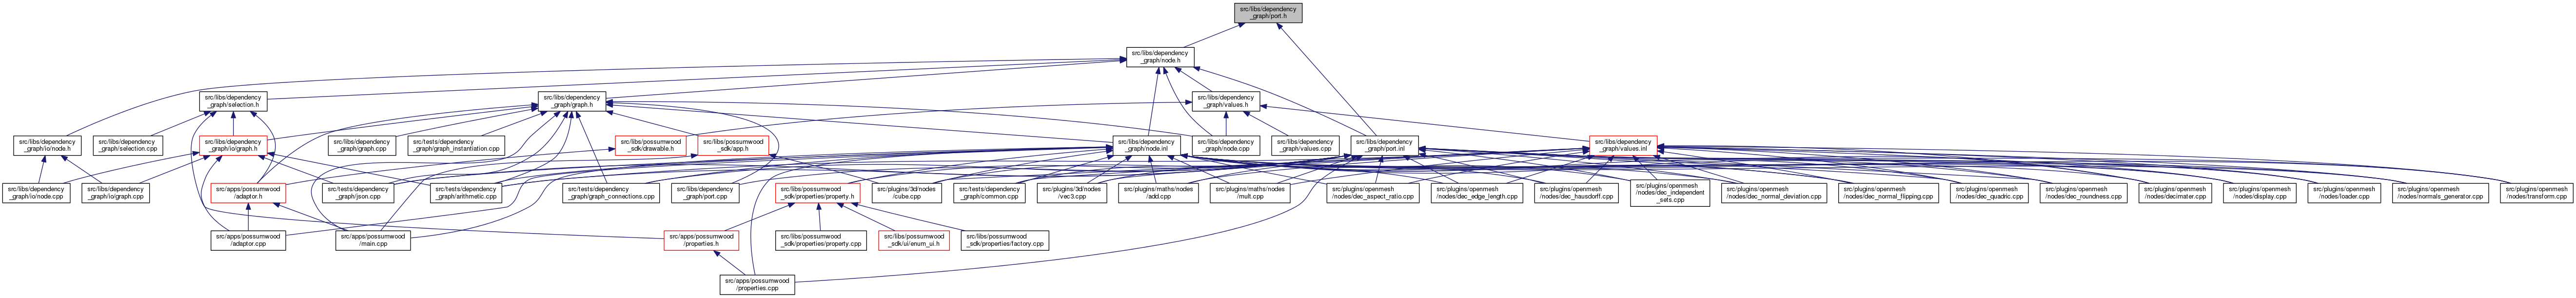 src/libs/dependency
_graph/port.h
src/libs/dependency
_graph/node.h
src/libs/dependency
_graph/selection.h
src/libs/dependency
_graph/graph.h
src/libs/dependency
_graph/values.h
src/libs/dependency
_graph/io/node.h
src/libs/dependency
_graph/selection.cpp
src/libs/dependency
_graph/io/graph.h
src/libs/dependency
_graph/graph.cpp
src/tests/dependency
_graph/graph_instantiation.cpp
src/libs/possumwood
_sdk/drawable.h
src/libs/possumwood
_sdk/app.h
src/libs/dependency
_graph/node.inl
src/libs/dependency
_graph/node.cpp
src/libs/dependency
_graph/values.cpp
src/libs/dependency
_graph/port.inl
src/libs/dependency
_graph/values.inl
src/libs/dependency
_graph/io/node.cpp
src/libs/dependency
_graph/io/graph.cpp
src/apps/possumwood
/adaptor.h
src/tests/dependency
_graph/json.cpp
src/tests/dependency
_graph/arithmetic.cpp
src/tests/dependency
_graph/graph_connections.cpp
src/libs/dependency
_graph/port.cpp
src/libs/possumwood
_sdk/properties/property.h
src/plugins/3d/nodes
/cube.cpp
src/tests/dependency
_graph/common.cpp
src/plugins/3d/nodes
/vec3.cpp
src/plugins/maths/nodes
/add.cpp
src/plugins/maths/nodes
/mult.cpp
src/plugins/openmesh
/nodes/dec_aspect_ratio.cpp
src/plugins/openmesh
/nodes/dec_edge_length.cpp
src/plugins/openmesh
/nodes/dec_hausdorff.cpp
src/plugins/openmesh
/nodes/dec_independent
_sets.cpp
src/plugins/openmesh
/nodes/dec_normal_deviation.cpp
src/plugins/openmesh
/nodes/dec_normal_flipping.cpp
src/plugins/openmesh
/nodes/dec_quadric.cpp
src/plugins/openmesh
/nodes/dec_roundness.cpp
src/plugins/openmesh
/nodes/decimater.cpp
src/plugins/openmesh
/nodes/display.cpp
src/plugins/openmesh
/nodes/loader.cpp
src/plugins/openmesh
/nodes/normals_generator.cpp
src/plugins/openmesh
/nodes/transform.cpp
src/apps/possumwood
/adaptor.cpp
src/apps/possumwood
/main.cpp
src/apps/possumwood
/properties.h
src/libs/possumwood
_sdk/properties/property.cpp
src/libs/possumwood
_sdk/ui/enum_ui.h
src/libs/possumwood
_sdk/properties/factory.cpp
src/apps/possumwood
/properties.cpp